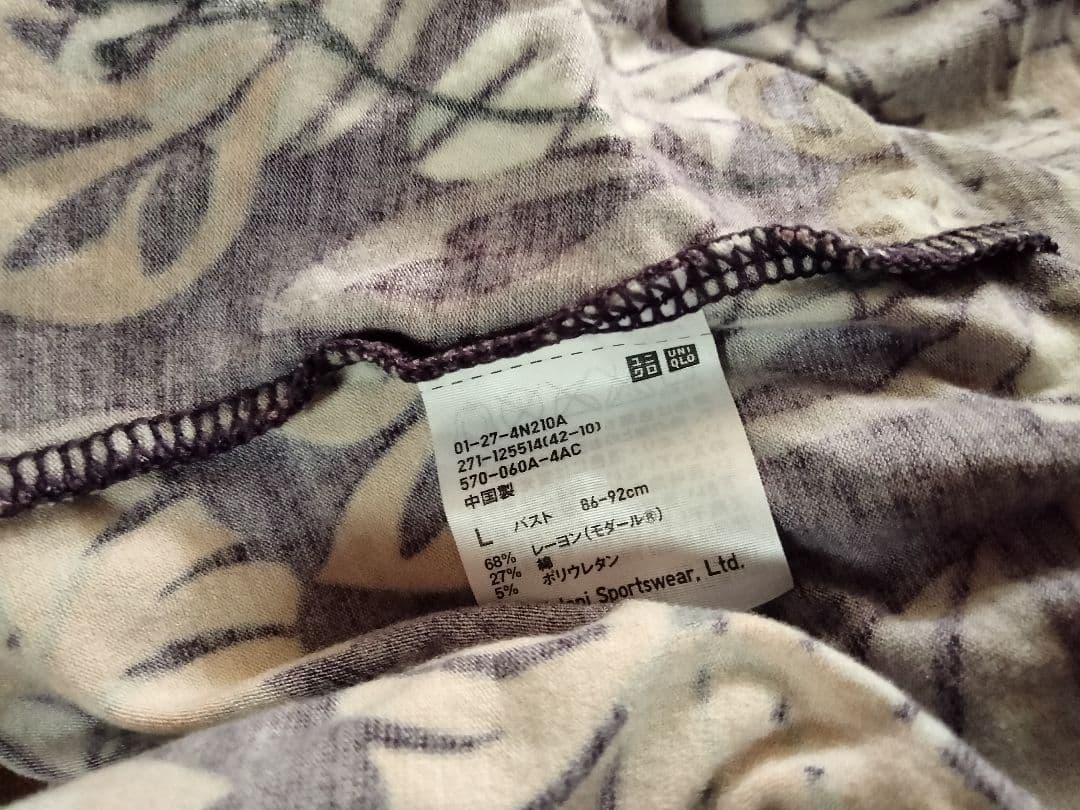 ユニ
クロ
UNI
QLO
01-27-4N210A
271-125514(42-10)
570-060A-4AC
中国製
L バスト 86-92cm
68% レーヨン(モダール®)
27% 綿
5% ポリウレタン
Sportswear, Ltd.